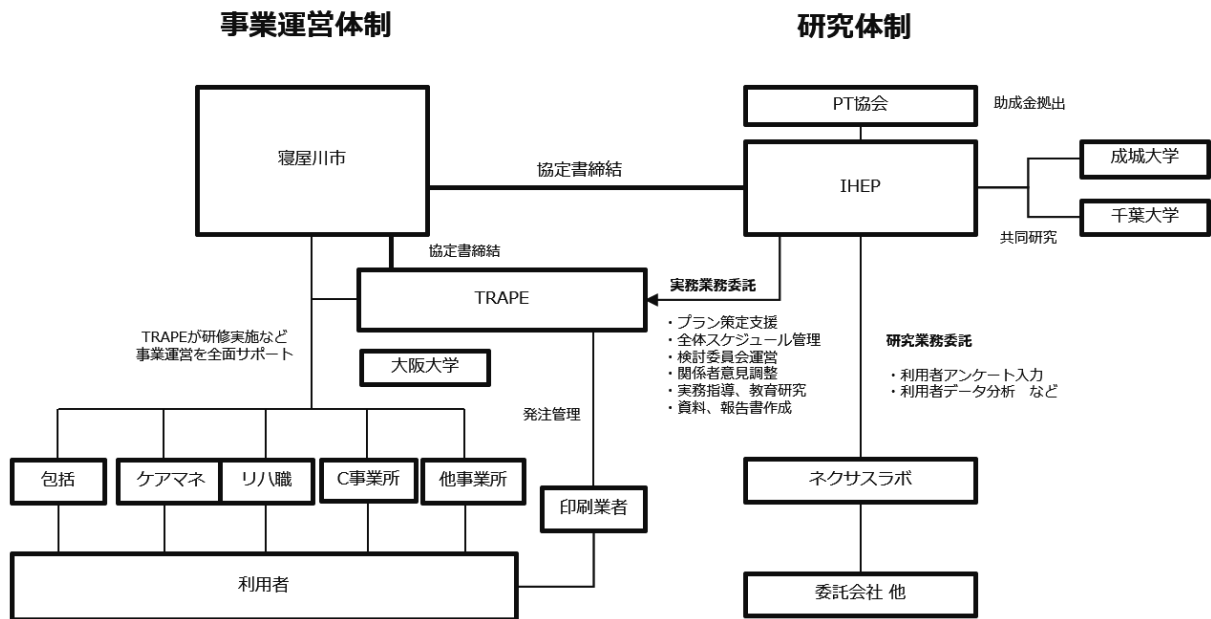 事業運営体制
研究体制
寝屋川市
協定書締結
PT協会
助成金拠出
IHEP
成城大学
千葉大学
共同研究
協定書締結
TRAPE
実務業務委託
・プラン策定支援
・全体スケジュール管理
・検討委員会運営
・関係者意見調整
・実務指導、教育研究
・資料、報告書作成
研究業務委託
・利用者アンケート入力
・利用者データ分析　など
TRAPEが研修実施など
事業運営を全面サポート
大阪大学
発注管理
包括
ケアマネ
リハ職
C事業所
他事業所
印刷業者
ネクサスラボ
利用者
委託会社 他